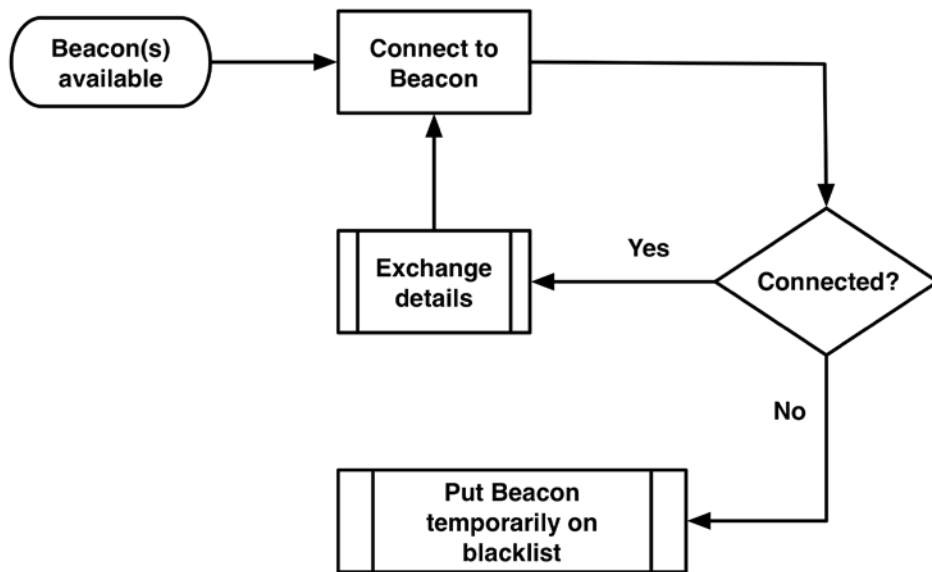 Beacon(s)
available
Connect to
Beacon
Yes
Exchange
details
Connected?
No
Put Beacon
temporarily on
blacklist